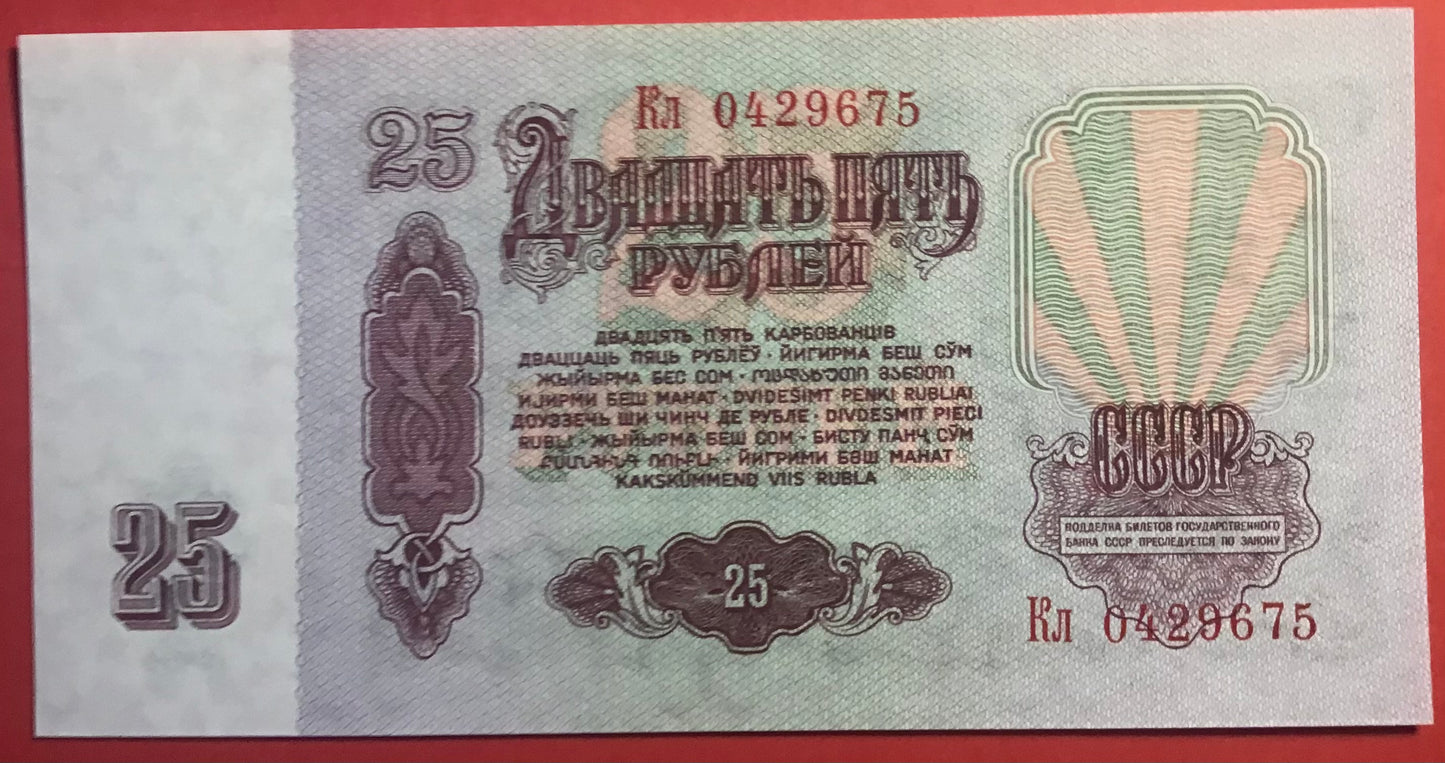 Кл 0429675
25
ДВАДЦАТЬ ПЯТЬ
РУБЛЕЙ
ДВАДЦЯТЬ П'ЯТЬ КАРБОВАНЦІВ
ДВАЦЦАЦЬ ПЯЦЬ РУБЛЁЎ · ЙИГИРМА БЕШ СЎМ
ЖЫЙЫРМА БЕС СОМ · ᲝᲪᲓᲐᲮᲣᲗᲘ ᲛᲐᲜᲔᲗᲘ
ИЈИРМИ БЕШ МАНАТ · DVIDEŠIMT PENKI RUBLIAI
ДОУЗЗЕЧЬ ШИ ЧИНЧ ДЕ РУБЛЕ · DIVDESMIT PIECI
RUBĻI · ЖЫЙЫРМА БЕШ СОМ · БИСТУ ПАНҶ СӮМ
ՔՍԱՆՀԻՆԳ ՌՈՒԲԼԻ · ЙИГРИМИ БӘШ МАНАТ
KAKSKÜMMEND VIIS RUBLA
СССР
ПОДДЕЛКА БИЛЕТОВ ГОСУДАРСТВЕННОГО
БАНКА СССР ПРЕСЛЕДУЕТСЯ ПО ЗАКОНУ
25
25
Кл 0429675